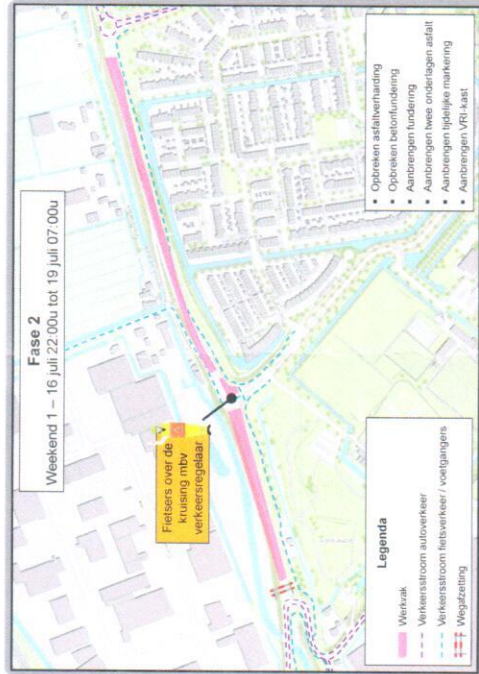 Fase 2
Weekend 1 – 16 juli 22:00u tot 19 juli 07:00u
Fietsers over de
kruising mbv
verkeersregelaar
Legenda
Werkvak
Verkeersstroom autoverkeer
Verkeersstroom fietsverkeer / voetgangers
Wegafzetting
Opbreken asfaltverharding
Opbreken betonfundering
Aanbrengen fundering
Aanbrengen twee onderlagen asfalt
Aanbrengen tijdelijke markering
Aanbrengen VRI-kast